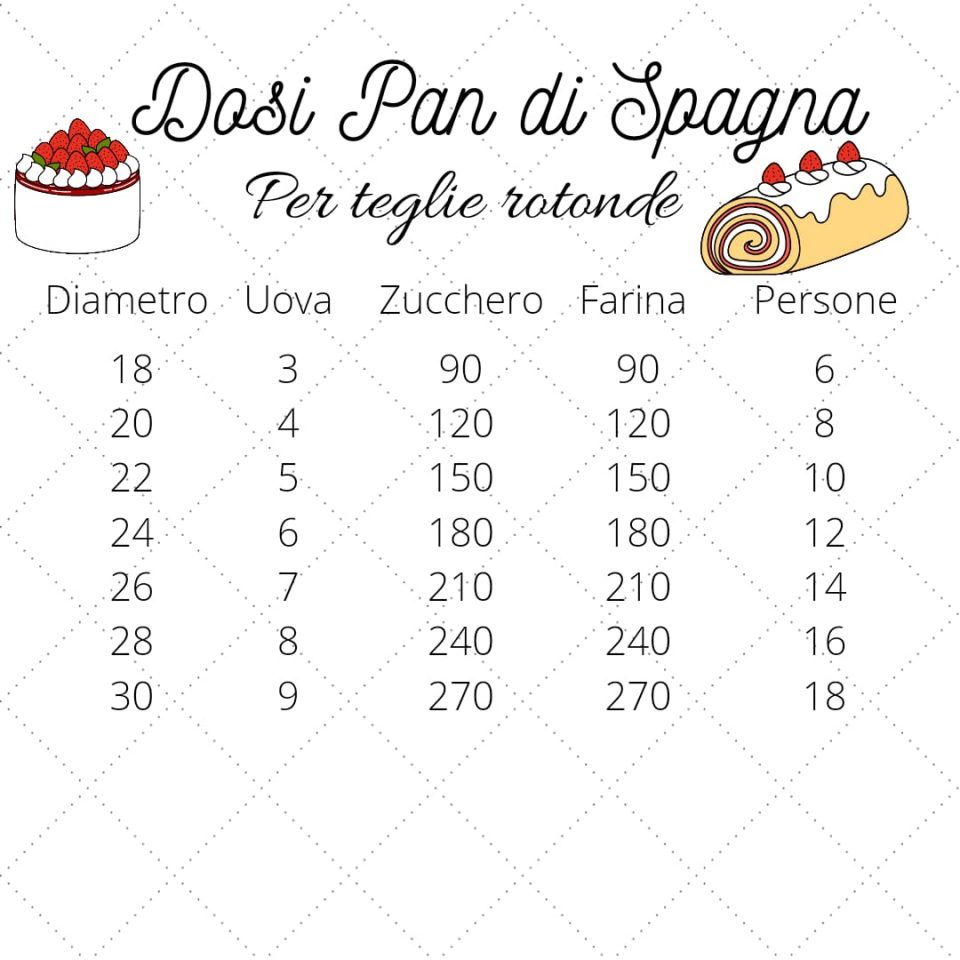 Dosi Pan di Spagna
Per teglie rotonde
Diametro Uova Zucchero Farina Persone
18 3 90 90 6
20 4 120 120 8
22 5 150 150 10
24 6 180 180 12
26 7 210 210 14
28 8 240 240 16
30 9 270 270 18